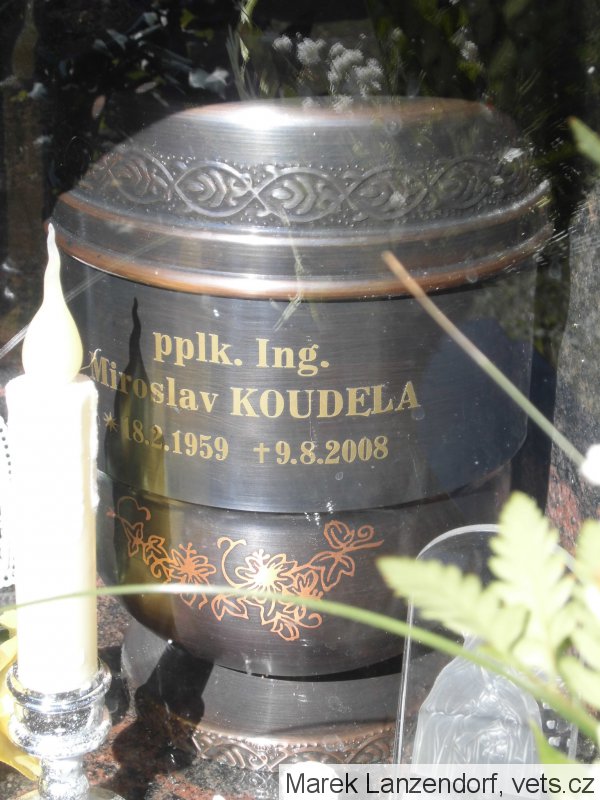 pplk. Ing.
Miroslav KOUDELA
*18.2.1959 †9.8.2008
Marek Lanzendorf, vets.cz